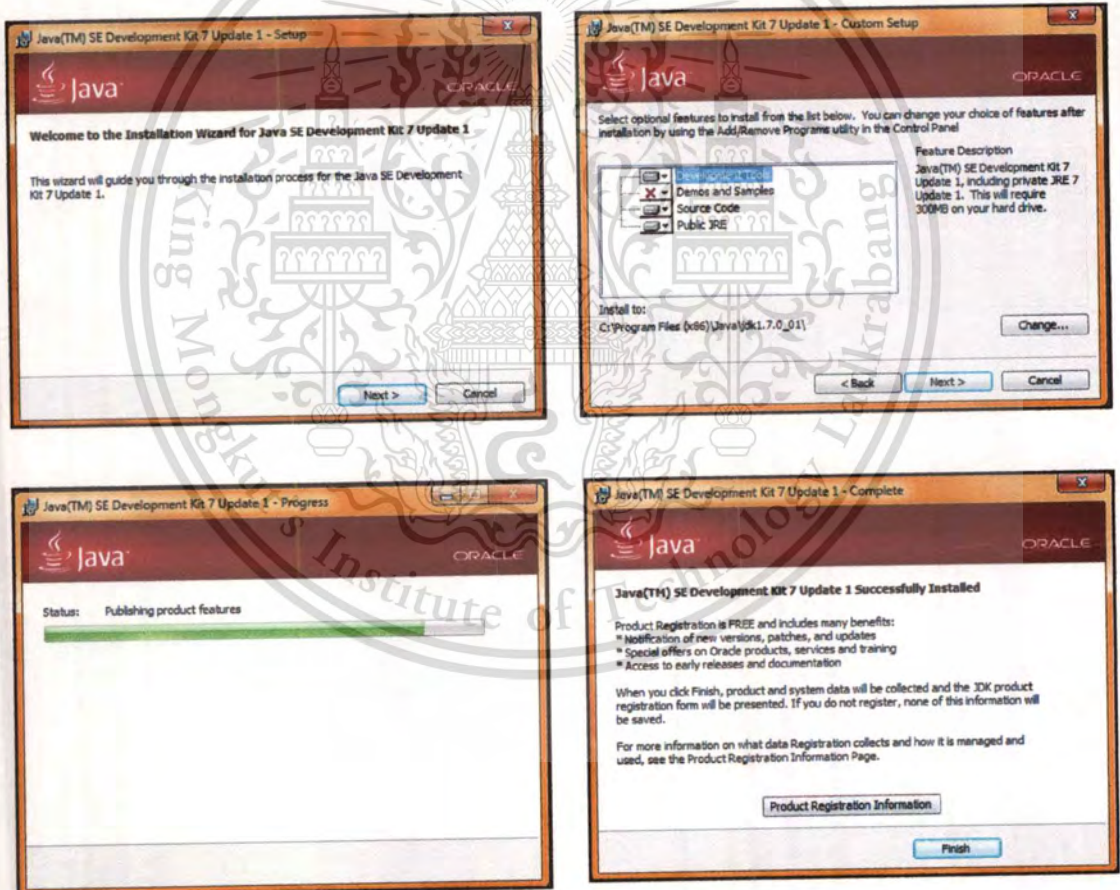 Java(TM) SE Development Kit 7 Update 1 - Setup
Java
ORACLE
Welcome to the Installation Wizard for Java SE Development Kit 7 Update 1
This wizard will guide you through the installation process for the Java SE Development
Kit 7 Update 1.
Next >
Cancel
Java(TM) SE Development Kit 7 Update 1 - Custom Setup
Java
ORACLE
Select optional features to install from the list below. You can change your choice of features after
installation by using the Add/Remove Programs utility in the Control Panel
Development Tools
Demos and Samples
Source Code
Public JRE
Feature Description
Java(TM) SE Development Kit 7
Update 1, including private JRE 7
Update 1. This will require
300MB on your hard drive.
Install to:
C:\Program Files (x86)\Java\jdk1.7.0_01\
Change...
< Back
Next >
Cancel
Java(TM) SE Development Kit 7 Update 1 - Progress
Java
ORACLE
Status: Publishing product features
Java(TM) SE Development Kit 7 Update 1 - Complete
Java
ORACLE
Java(TM) SE Development Kit 7 Update 1 Successfully Installed
Product Registration is FREE and includes many benefits:
* Notification of new versions, patches, and updates
* Special offers on Oracle products, services and training
* Access to early releases and documentation
When you click Finish, product and system data will be collected and the JDK product
registration form will be presented. If you do not register, none of this information will
be saved.
For more information on what data Registration collects and how it is managed and
used, see the Product Registration Information Page.
Product Registration Information
Finish
King Mongkut's Institute of Technology Ladkrabang